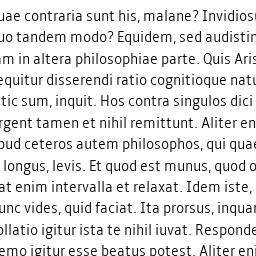 uae contraria sunt his, malane? Invidios
uo tandem modo? Equidem, sed audistin
am in altera philosophiae parte. Quis Aris
equitur disserendi ratio cognitioque natu
tic sum, inquit. Hos contra singulos dici
rgent tamen et nihil remittunt. Aliter en
oud ceteros autem philosophos, qui quae
longus, levis. Et quod est munus, quod o
at enim intervalla et relaxat. Idem iste,
unc vides, quid faciat. Ita prorsus, inquam
ollatio igitur ista te nihil iuvat. Responde
emo igitur esse beatus potest. Aliter eni